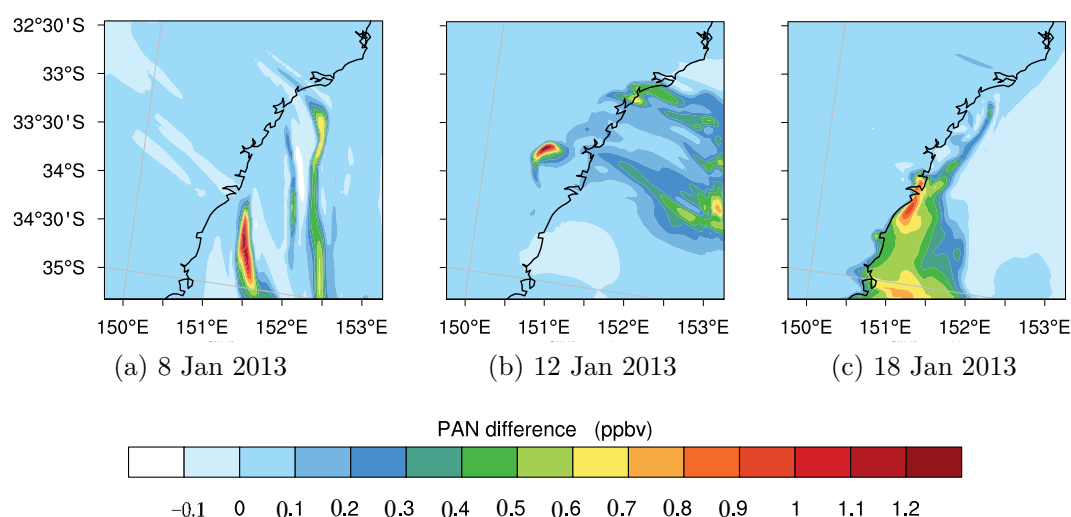 32°30'S
33°S
33°30'S
34°S
34°30'S
35°S
150°E 151°E 152°E 153°E 150°E 151°E 152°E 153°E 150°E 151°E 152°E 153°E
(a) 8 Jan 2013 (b) 12 Jan 2013 (c) 18 Jan 2013
PAN difference (ppbv)
−0.1 0 0.1 0.2 0.3 0.4 0.5 0.6 0.7 0.8 0.9 1 1.1 1.2